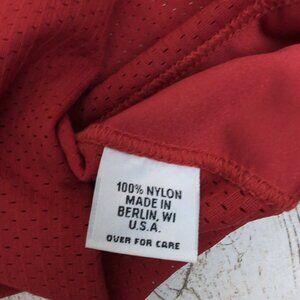 100% NYLON
MADE IN
BERLIN, WI
U.S.A.
OVER FOR CARE